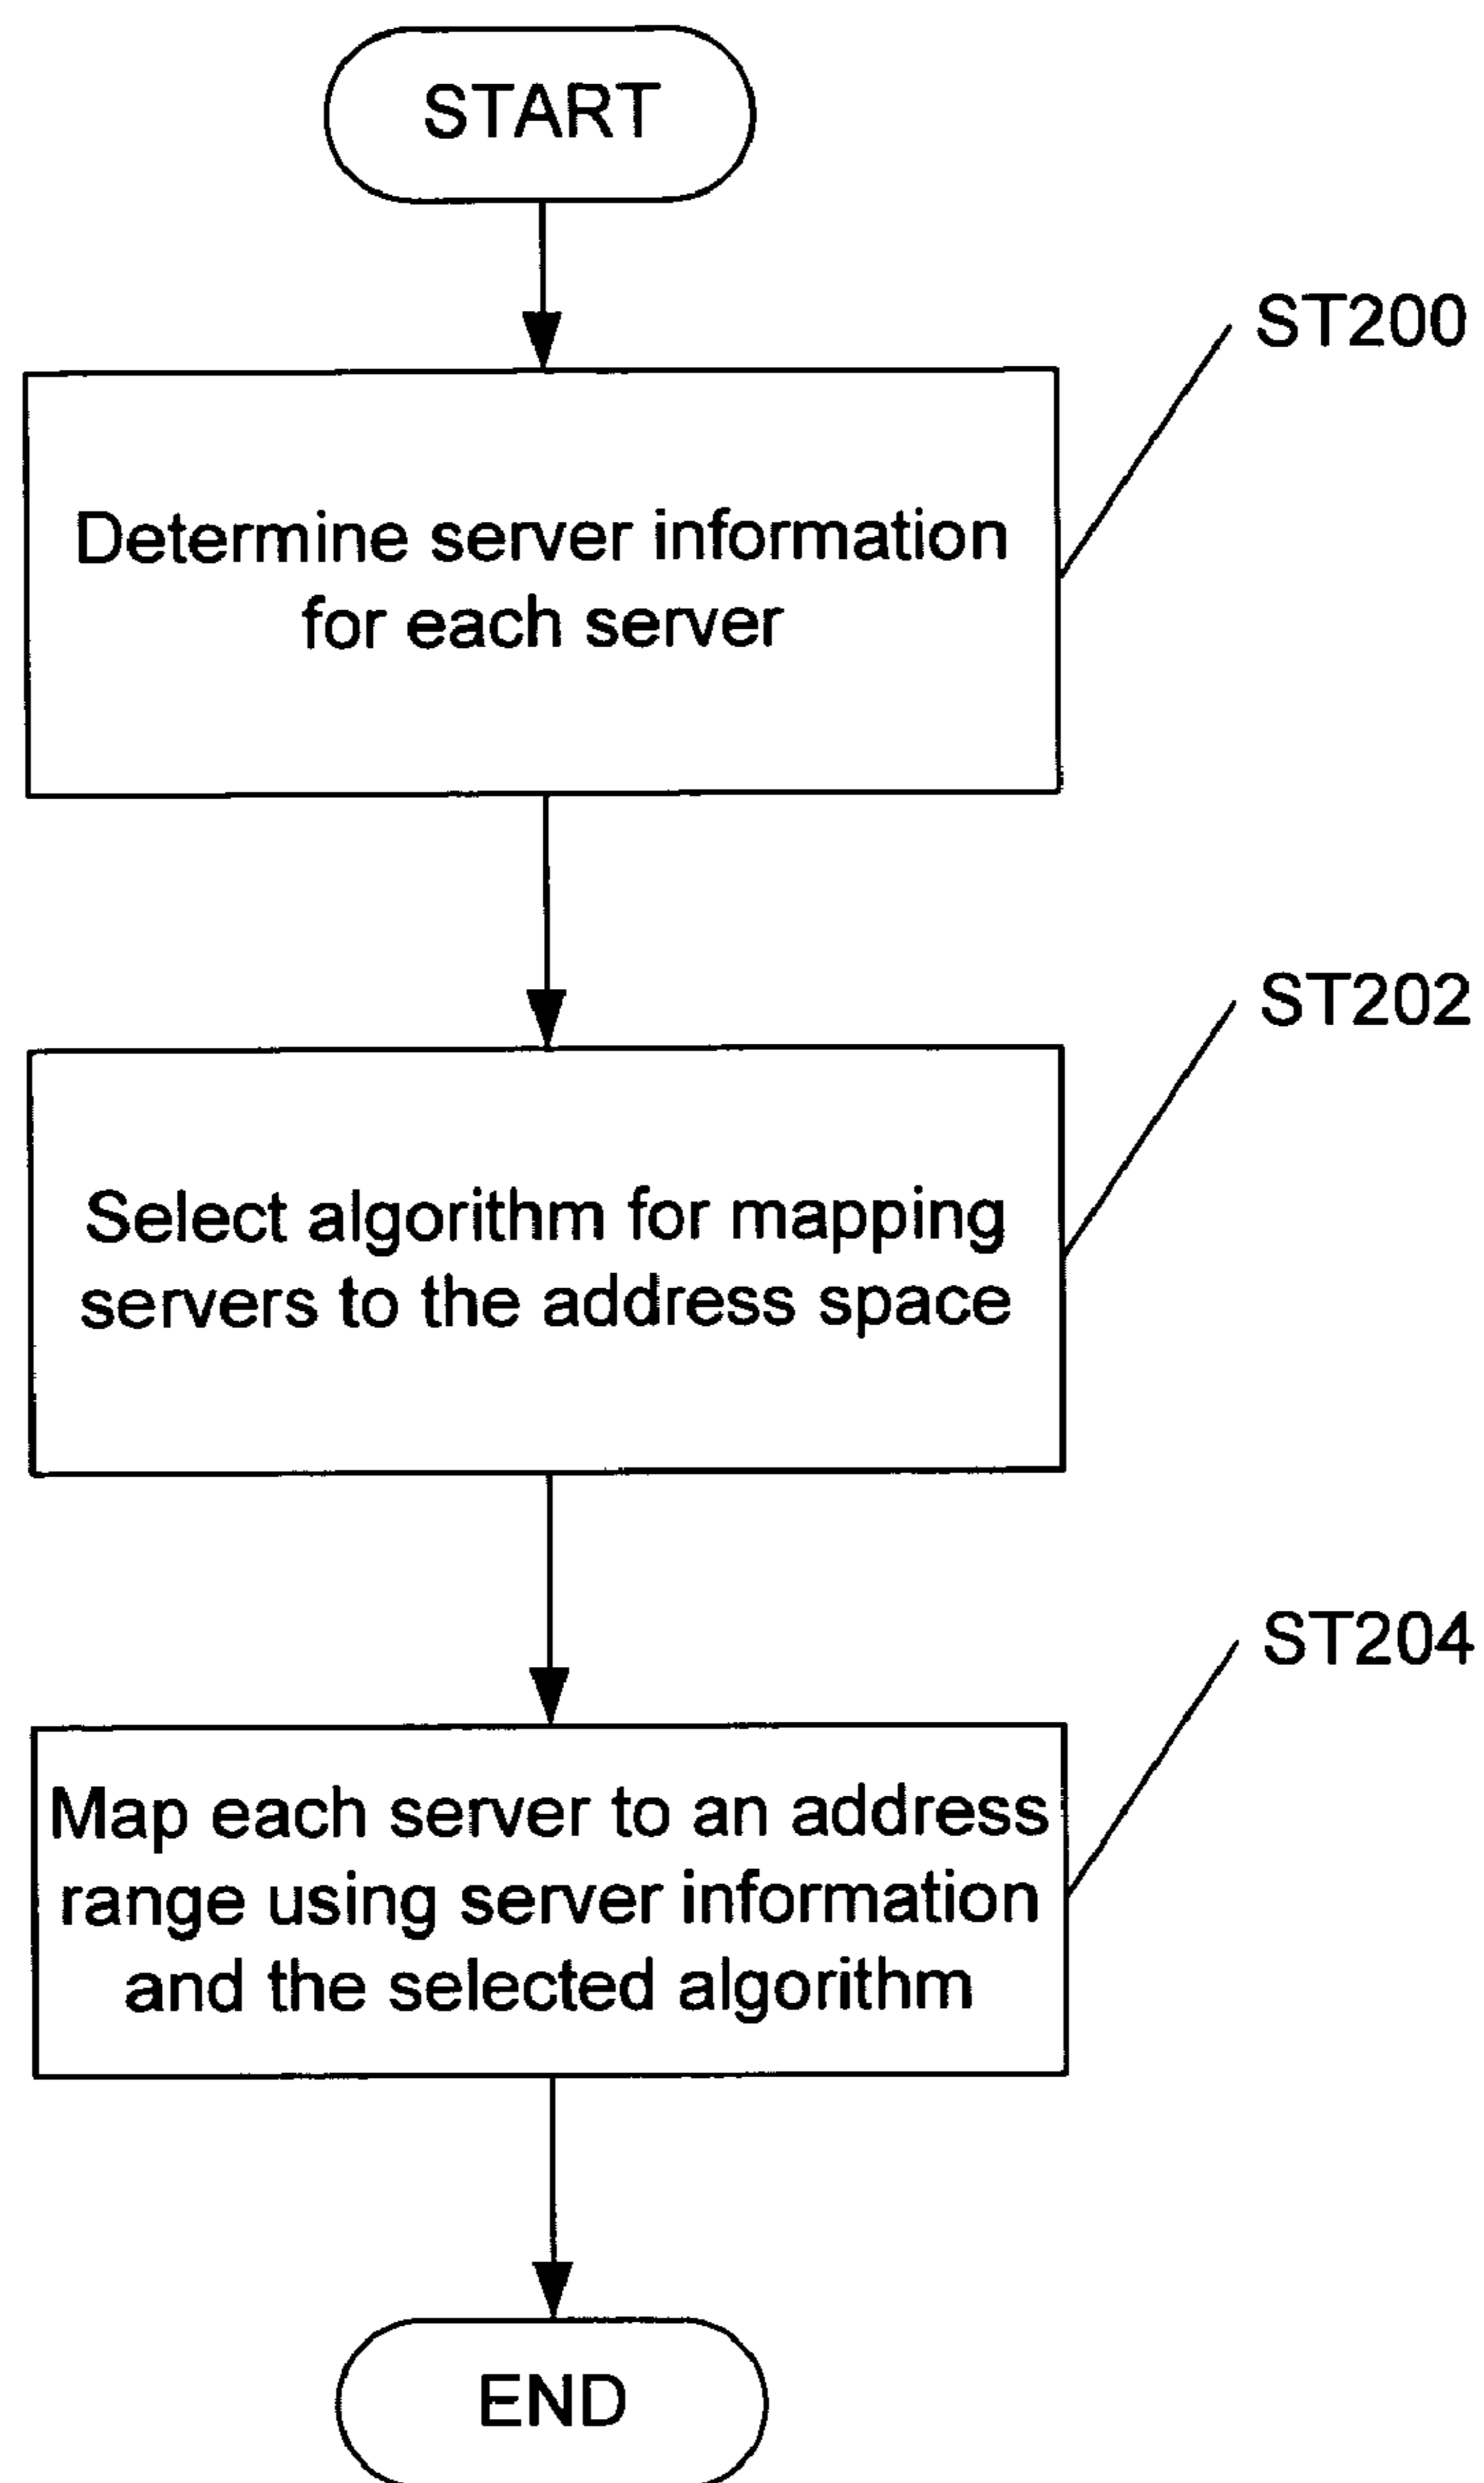 START
ST200
Determine server information
for each server
ST202
Select algorithm for mapping
servers to the address space
ST204
Map each server to an address
range using server information
and the selected algorithm
END